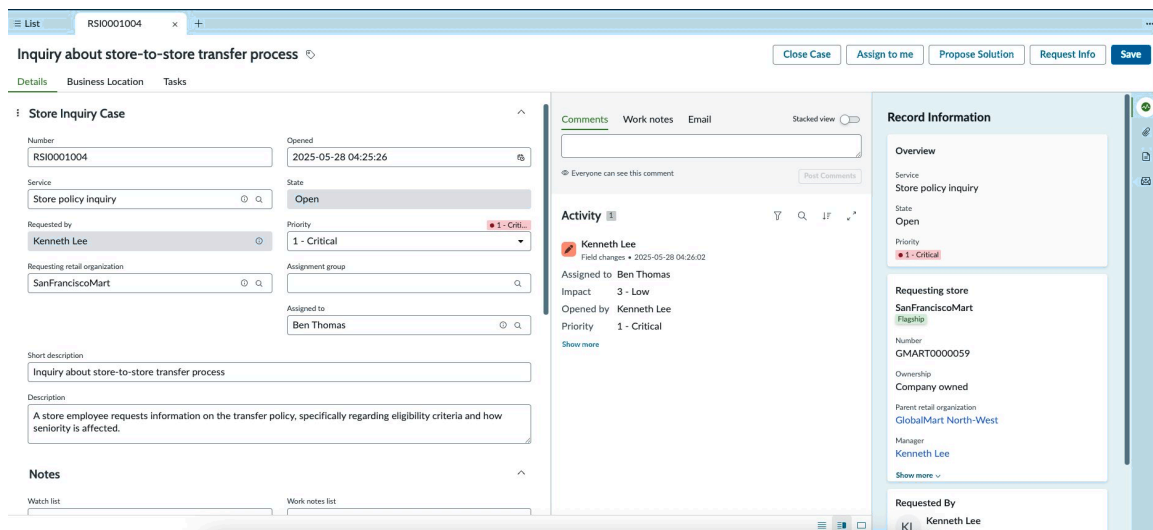 List
RSI0001004
Inquiry about store-to-store transfer process
Close Case
Assign to me
Propose Solution
Request Info
Save
Details
Business Location
Tasks
Store Inquiry Case
Number
RSI0001004
Opened
2025-05-28 04:25:26
Service
Store policy inquiry
State
Open
Requested by
Kenneth Lee
Priority
1 - Criti...
1 - Critical
Requesting retail organization
SanFranciscoMart
Assignment group
Assigned to
Ben Thomas
Short description
Inquiry about store-to-store transfer process
Description
A store employee requests information on the transfer policy, specifically regarding eligibility criteria and how
seniority is affected.
Notes
Watch list
Work notes list
Comments
Work notes
Email
Stacked view
Everyone can see this comment
Post Comments
Activity 1
Kenneth Lee
Field changes • 2025-05-28 04:26:02
Assigned to Ben Thomas
Impact 3 - Low
Opened by Kenneth Lee
Priority 1 - Critical
Show more
Record Information
Overview
Service
Store policy inquiry
State
Open
Priority
1 - Critical
Requesting store
SanFranciscoMart
Flagship
Number
GMART0000059
Ownership
Company owned
Parent retail organization
GlobalMart North-West
Manager
Kenneth Lee
Show more
Requested By
KL
Kenneth Lee